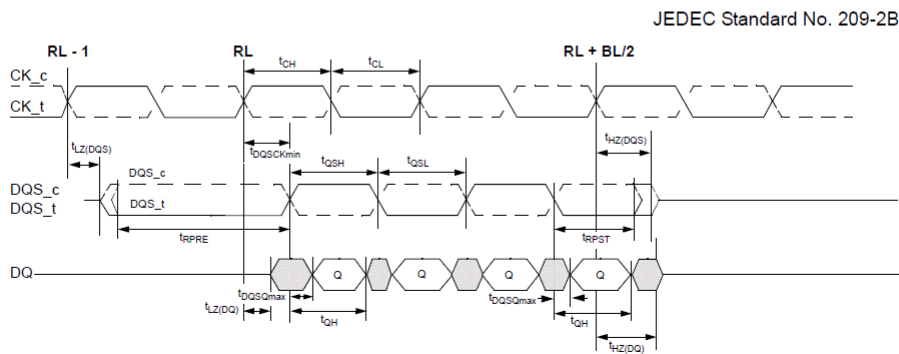 JEDEC Standard No. 209-2B
RL - 1 RL RL + BL/2
tCH tCL
CK_c
CK_t
tLZ(DQS) tDQSCKmin tHZ(DQS)
tQSH tQSL
DQS_c
DQS_c
DQS_t DQS_t
tRPRE tRPST
DQ Q Q Q Q
tDQSQmax tDQSQmax
tLZ(DQ) tQH tQH
tHZ(DQ)